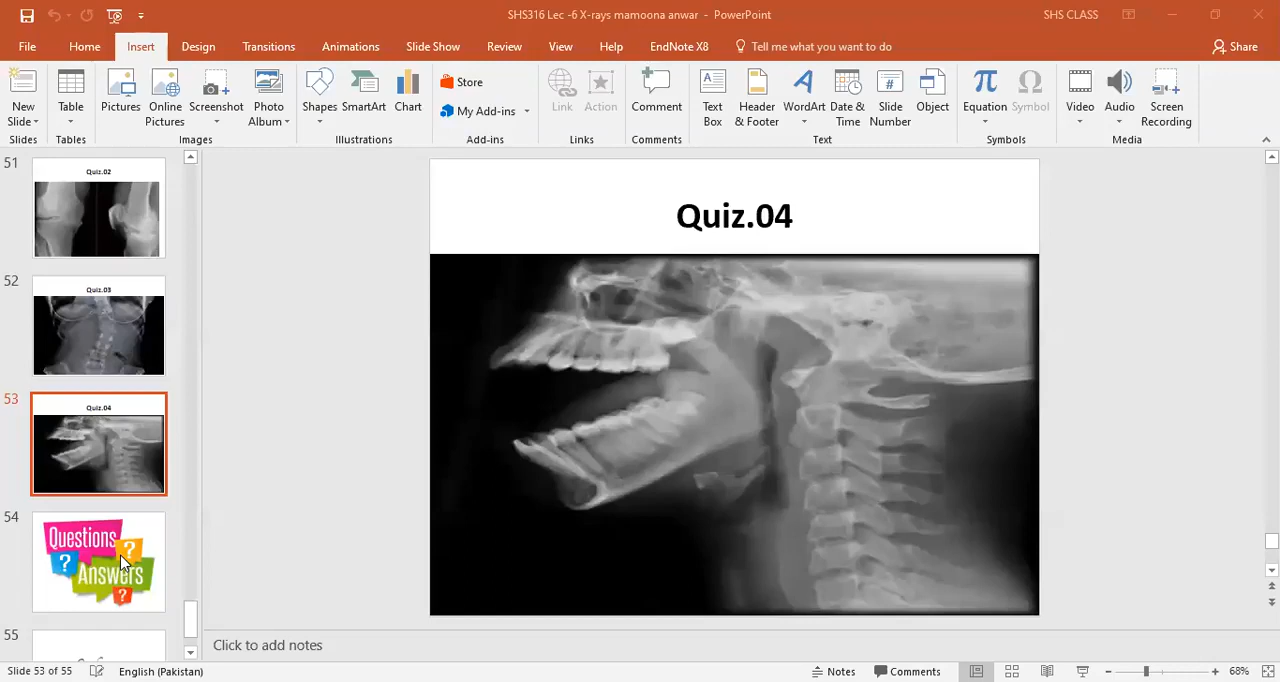 SHS316 Lec -6 X-rays mamoona anwar - PowerPoint
SHS CLASS
File Home Insert Design Transitions Animations Slide Show Review View Help EndNote X8 Tell me what you want to do Share
New Slide
Table
Pictures
Online Pictures
Screenshot
Photo Album
Shapes
SmartArt
Chart
Store
My Add-ins
Link
Action
Comment
Text Box
Header & Footer
WordArt
Date & Time
Slide Number
Object
Equation
Symbol
Video
Audio
Screen Recording
Slides Tables Images Illustrations Add-ins Links Comments Text Symbols Media
51
Quiz.02
52
Quiz.03
53
Quiz.04
54
Questions
?
?
Answers
?
55
Quiz.04
Click to add notes
Slide 53 of 55 English (Pakistan) Notes Comments 68%